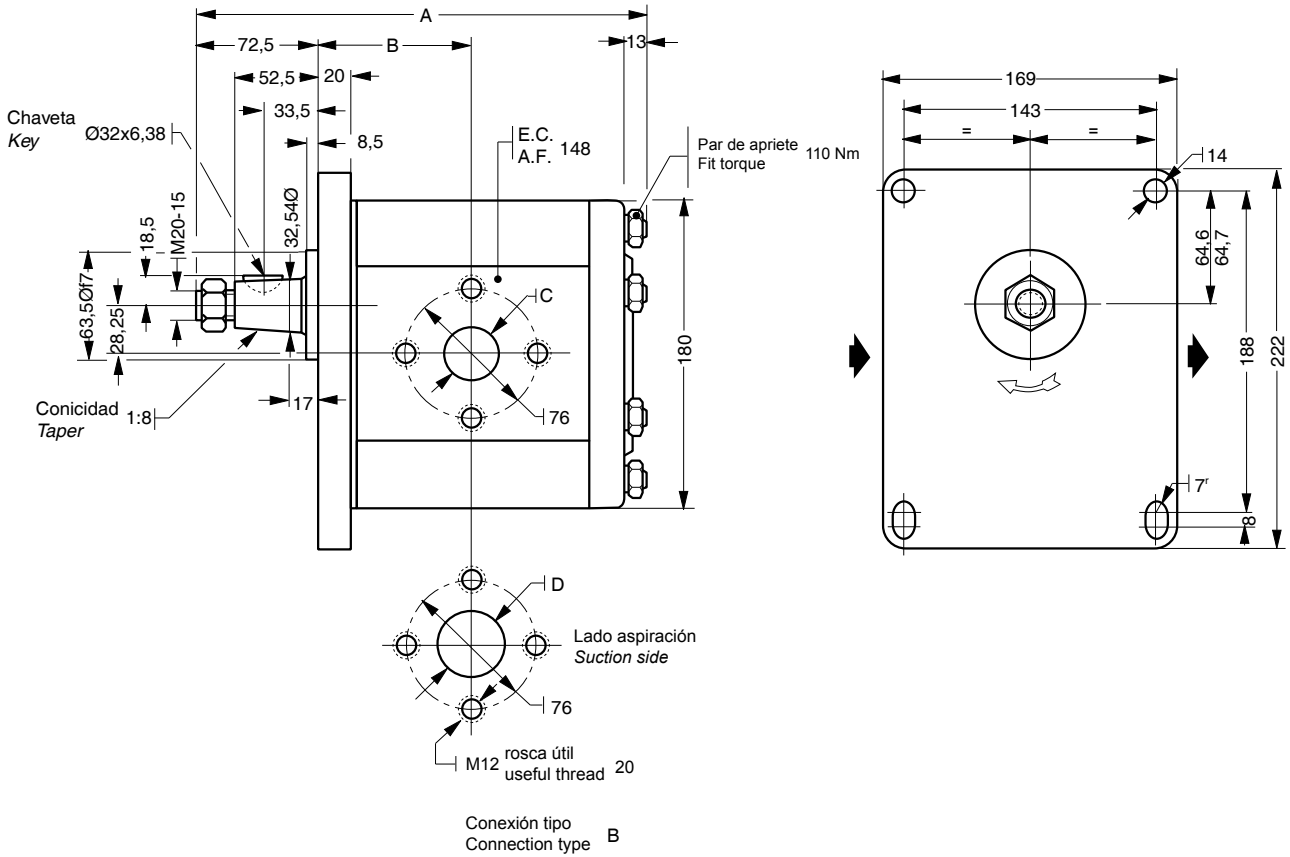 A
72,5
B
13
52,5
20
33,5
8,5
Chaveta
Key
Ø32x6,38
E.C.
A.F.
148
Par de apriete
Fit torque
110 Nm
18,5
M20-15
32,54Ø
63,5Øf7
28,25
C
180
76
17
Conicidad
Taper
1:8
169
143
=
=
14
64,6
64,7
188
222
7r
8
D
Lado aspiración
Suction side
76
M12
rosca útil
useful thread
20
Conexión tipo
Connection type
B